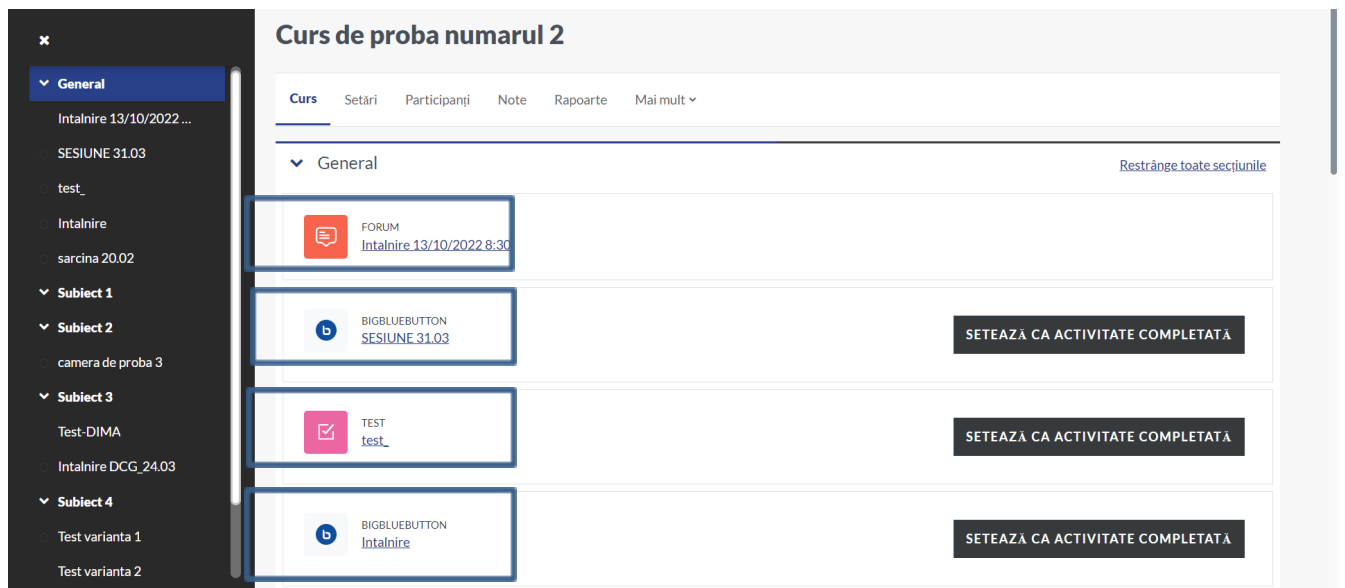 Curs de proba numarul 2
General
Intalnire 13/10/2022 ...
SESIUNE 31.03
test_
Intalnire
sarcina 20.02
Subiect 1
Subiect 2
camera de proba 3
Subiect 3
Test-DIMA
Intalnire DCG_24.03
Subiect 4
Test varianta 1
Test varianta 2
Curs Setări Participanți Note Rapoarte Mai mult
General Restrânge toate secțiunile
FORUM
Intalnire 13/10/2022 8:30
BIGBLUEBUTTON
SESIUNE 31.03
SETEAZĂ CA ACTIVITATE COMPLETATĂ
TEST
test_
SETEAZĂ CA ACTIVITATE COMPLETATĂ
BIGBLUEBUTTON
Intalnire
SETEAZĂ CA ACTIVITATE COMPLETATĂ